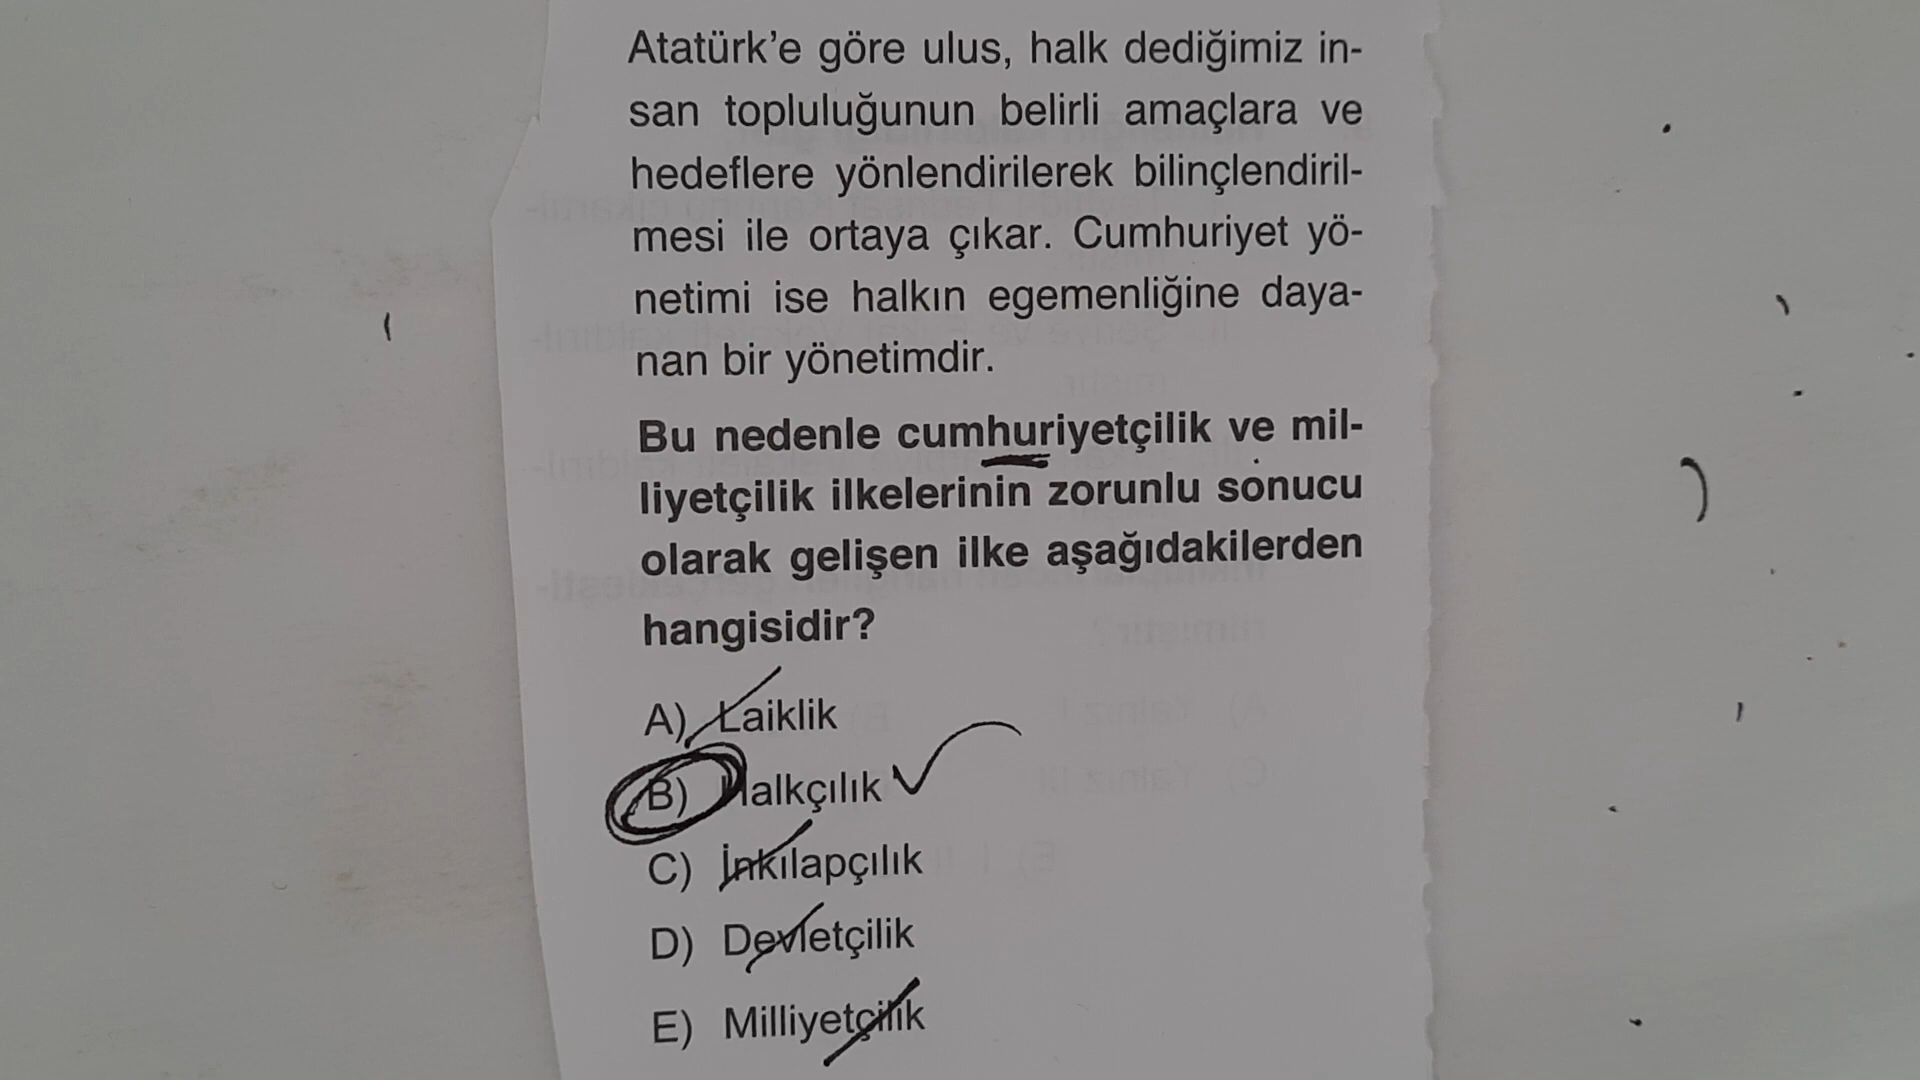 Atatürk'e göre ulus, halk dediğimiz in-
san topluluğunun belirli amaçlara ve
hedeflere yönlendirilerek bilinçlendiril-
mesi ile ortaya çıkar. Cumhuriyet yö-
netimi ise halkın egemenliğine daya-
nan bir yönetimdir.
Bu nedenle cumhuriyetçilik ve mil-
liyetçilik ilkelerinin zorunlu sonucu
olarak gelişen ilke aşağıdakilerden
hangisidir?
A) Laiklik
B) Halkçılık
C) İnkılapçılık
D) Devletçilik
E) Milliyetçilik